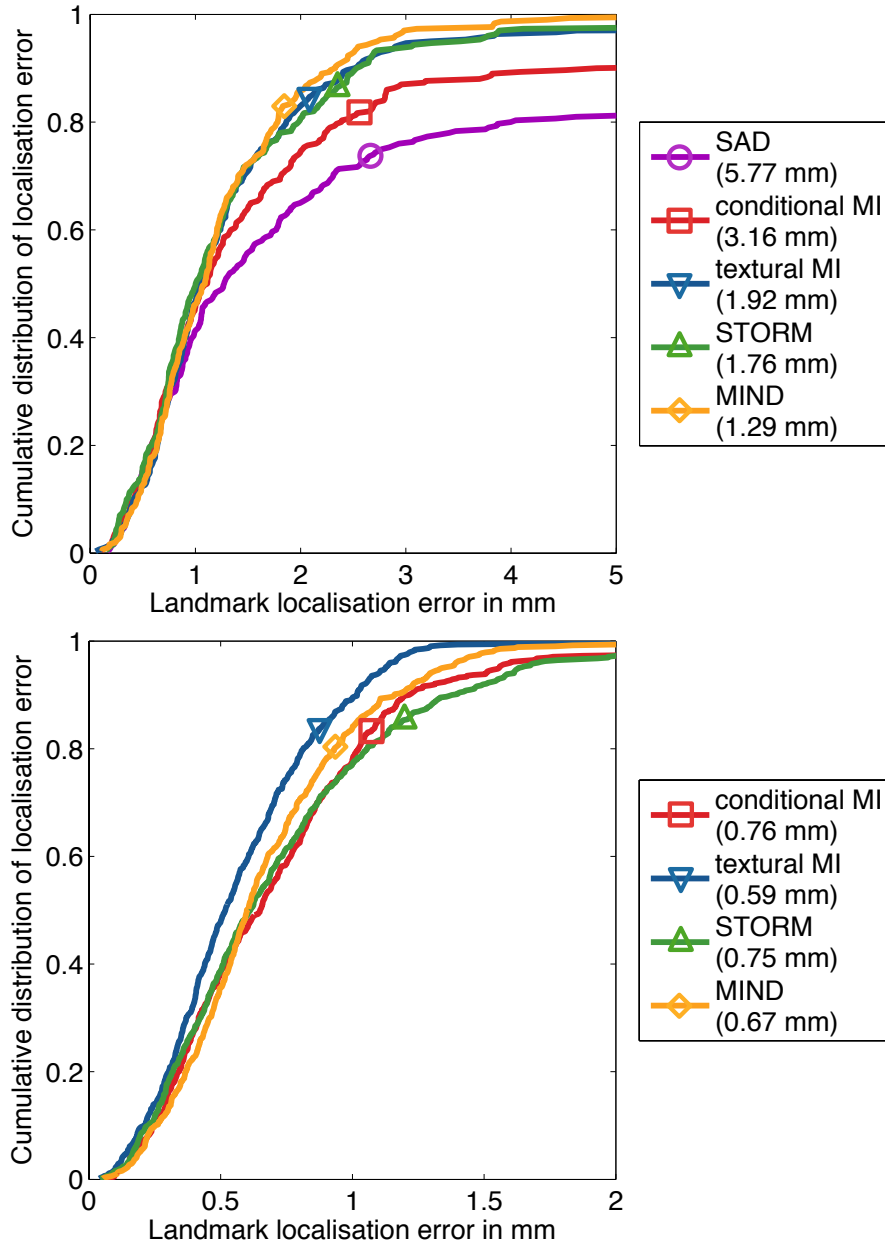 1
0.8
0.6
0.4
0.2
0
Cumulative distribution of localisation error
0 1 2 3 4 5
Landmark localisation error in mm
SAD
(5.77 mm)
conditional MI
(3.16 mm)
textural MI
(1.92 mm)
STORM
(1.76 mm)
MIND
(1.29 mm)
1
0.8
0.6
0.4
0.2
0
Cumulative distribution of localisation error
0 0.5 1 1.5 2
Landmark localisation error in mm
conditional MI
(0.76 mm)
textural MI
(0.59 mm)
STORM
(0.75 mm)
MIND
(0.67 mm)